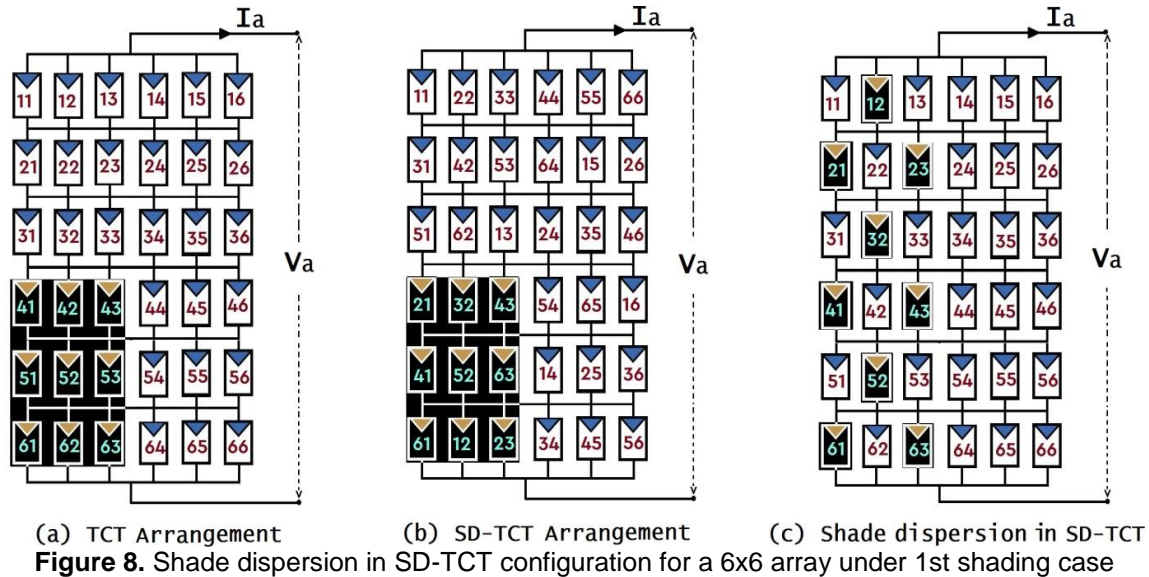 Ia Ia Ia
11 12 13 14 15 16
21 22 23 24 25 26
31 32 33 34 35 36
41 42 43 44 45 46
51 52 53 54 55 56
61 62 63 64 65 66
Va
(a) TCT Arrangement
11 22 33 44 55 66
31 42 53 64 15 26
51 62 13 24 35 46
21 32 43 54 65 16
41 52 63 14 25 36
61 12 23 34 45 56
Va
(b) SD-TCT Arrangement
11 12 13 14 15 16
21 22 23 24 25 26
31 32 33 34 35 36
41 42 43 44 45 46
51 52 53 54 55 56
61 62 63 64 65 66
Va
(c) Shade dispersion in SD-TCT
Figure 8. Shade dispersion in SD-TCT configuration for a 6x6 array under 1st shading case